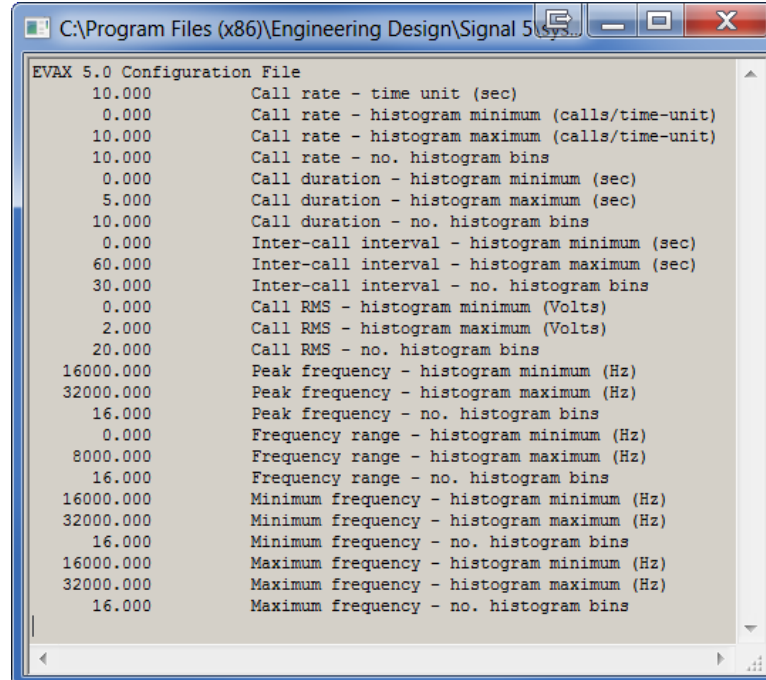 C:\Program Files (x86)\Engineering Design\Signal 5\sys...
EVAX 5.0 Configuration File
10.000 Call rate - time unit (sec)
0.000 Call rate - histogram minimum (calls/time-unit)
10.000 Call rate - histogram maximum (calls/time-unit)
10.000 Call rate - no. histogram bins
0.000 Call duration - histogram minimum (sec)
5.000 Call duration - histogram maximum (sec)
10.000 Call duration - no. histogram bins
0.000 Inter-call interval - histogram minimum (sec)
60.000 Inter-call interval - histogram maximum (sec)
30.000 Inter-call interval - no. histogram bins
0.000 Call RMS - histogram minimum (Volts)
2.000 Call RMS - histogram maximum (Volts)
20.000 Call RMS - no. histogram bins
16000.000 Peak frequency - histogram minimum (Hz)
32000.000 Peak frequency - histogram maximum (Hz)
16.000 Peak frequency - no. histogram bins
0.000 Frequency range - histogram minimum (Hz)
8000.000 Frequency range - histogram maximum (Hz)
16.000 Frequency range - no. histogram bins
16000.000 Minimum frequency - histogram minimum (Hz)
32000.000 Minimum frequency - histogram maximum (Hz)
16.000 Minimum frequency - no. histogram bins
16000.000 Maximum frequency - histogram minimum (Hz)
32000.000 Maximum frequency - histogram maximum (Hz)
16.000 Maximum frequency - no. histogram bins